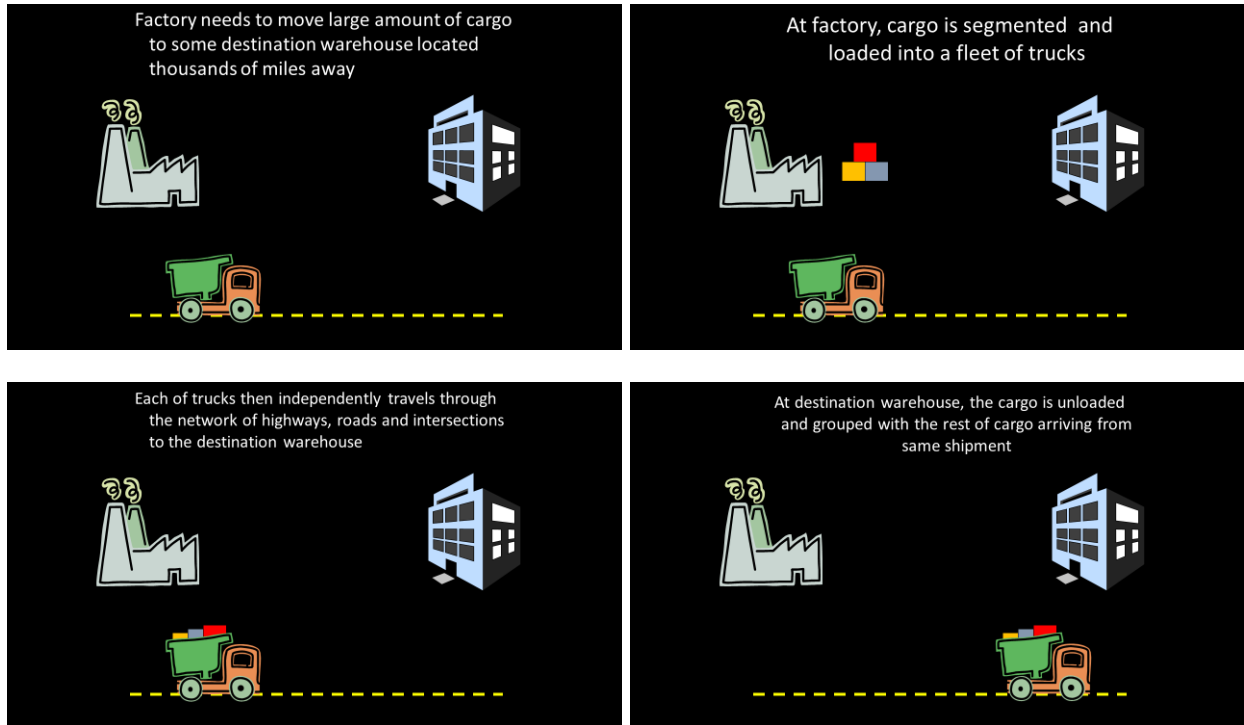 Factory needs to move large amount of cargo
to some destination warehouse located
thousands of miles away
At factory, cargo is segmented and
loaded into a fleet of trucks
Each of trucks then independently travels through
the network of highways, roads and intersections
to the destination warehouse
At destination warehouse, the cargo is unloaded
and grouped with the rest of cargo arriving from
same shipment